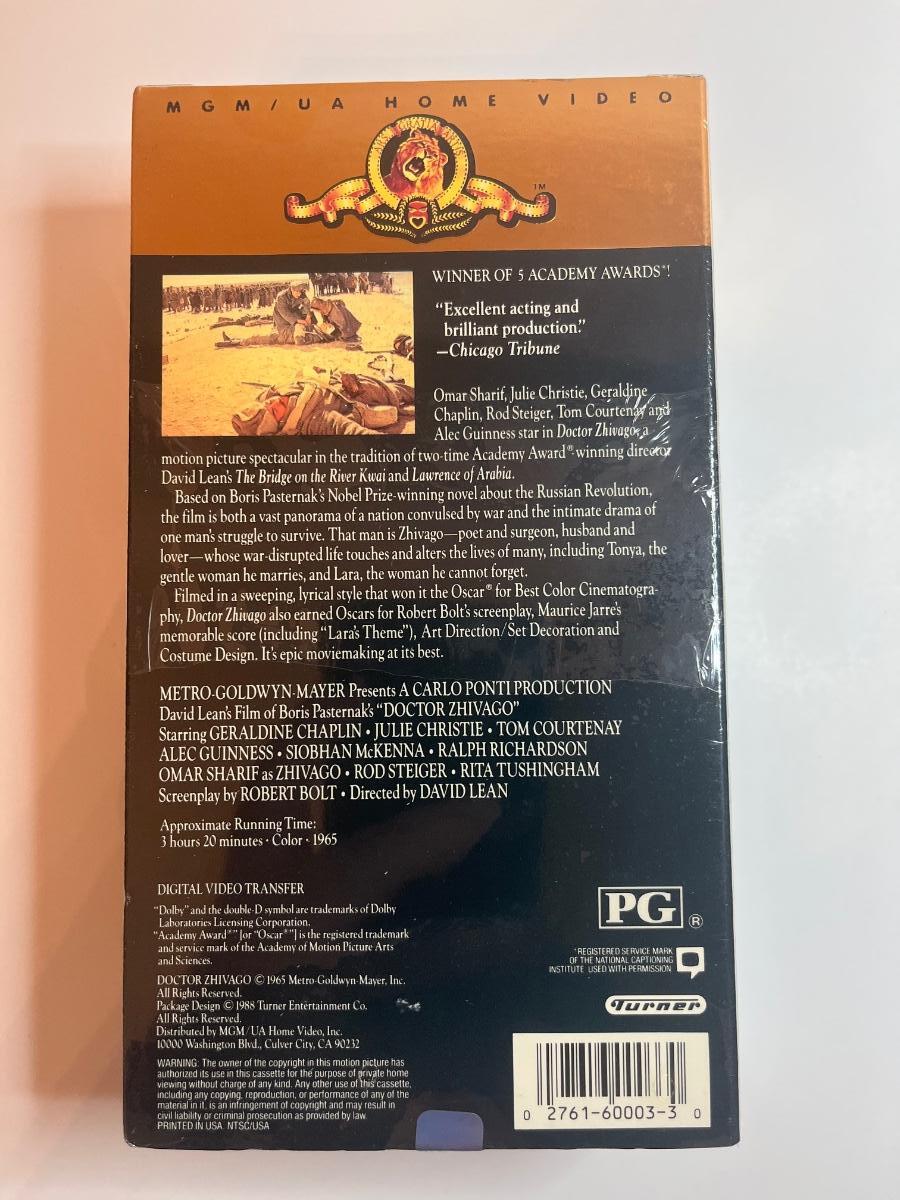 MGM/UA HOME VIDEO
ARS GRATIA ARTIS
TM
WINNER OF 5 ACADEMY AWARDS®!
“Excellent acting and
brilliant production.”
—Chicago Tribune
Omar Sharif, Julie Christie, Geraldine
Chaplin, Rod Steiger, Tom Courtenay and
Alec Guinness star in Doctor Zhivago, a
motion picture spectacular in the tradition of two-time Academy Award®-winning director
David Lean's The Bridge on the River Kwai and Lawrence of Arabia.
Based on Boris Pasternak's Nobel Prize-winning novel about the Russian Revolution,
the film is both a vast panorama of a nation convulsed by war and the intimate drama of
one man's struggle to survive. That man is Zhivago—poet and surgeon, husband and
lover—whose war-disrupted life touches and alters the lives of many, including Tonya, the
gentle woman he marries, and Lara, the woman he cannot forget.
Filmed in a sweeping, lyrical style that won it the Oscar® for Best Color Cinematogra-
phy, Doctor Zhivago also earned Oscars for Robert Bolt's screenplay, Maurice Jarre's
memorable score (including “Lara's Theme”), Art Direction/Set Decoration and
Costume Design. It's epic moviemaking at its best.
METRO-GOLDWYN-MAYER Presents A CARLO PONTI PRODUCTION
David Lean's Film of Boris Pasternak's “DOCTOR ZHIVAGO”
Starring GERALDINE CHAPLIN • JULIE CHRISTIE • TOM COURTENAY
ALEC GUINNESS • SIOBHAN McKENNA • RALPH RICHARDSON
OMAR SHARIF as ZHIVAGO • ROD STEIGER • RITA TUSHINGHAM
Screenplay by ROBERT BOLT • Directed by DAVID LEAN
Approximate Running Time:
3 hours 20 minutes · Color · 1965
DIGITAL VIDEO TRANSFER
“Dolby” and the double-D symbol are trademarks of Dolby
Laboratories Licensing Corporation.
“Academy Award®” [or “Oscar®”] is the registered trademark
and service mark of the Academy of Motion Picture Arts
and Sciences.
DOCTOR ZHIVAGO © 1965 Metro-Goldwyn-Mayer, Inc.
All Rights Reserved.
Package Design © 1988 Turner Entertainment Co.
All Rights Reserved.
Distributed by MGM/UA Home Video, Inc.
10000 Washington Blvd., Culver City, CA 90232
WARNING: The owner of the copyright in this motion picture has
authorized its use in this cassette for the purpose of private home
viewing without charge of any kind. Any other use of this cassette,
including any copying, reproduction, or performance of any of the
material in it, is an infringement of copyright and may result in
civil liability or criminal prosecution as provided by law.
PRINTED IN USA. NTSC/USA
PG ®
*REGISTERED SERVICE MARK
OF THE NATIONAL CAPTIONING
INSTITUTE USED WITH PERMISSION
Turner
0 2761-60003-3 0